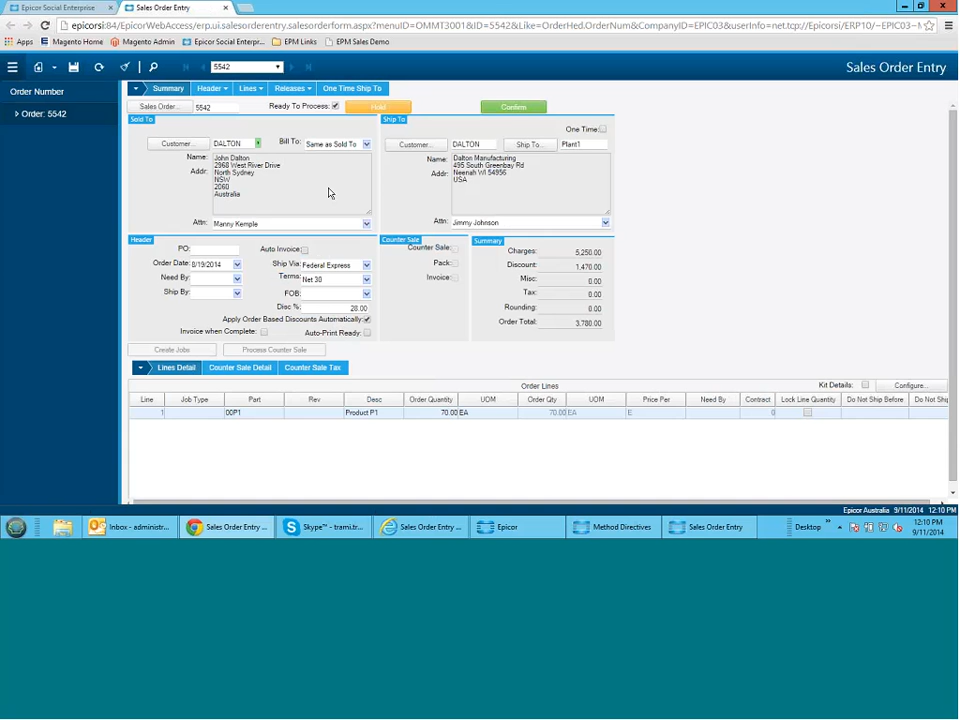 Epicor Social Enterprise
Sales Order Entry
epicorsi:84/EpicorWebAccess/erp.ui.salesorderentry.salesorderform.aspx?menuID=OMMT3001&ID=5542&Like=OrderHed.OrderNum&CompanyID=EPIC03&userInfo=net.tcp://Epicorsi/ERP10/~EPIC03~M
Apps
Magento Home
Magento Admin
Epicor Social Enterpr...
EPM Links
EPM Sales Demo
5542
Sales Order Entry
Order Number
Order: 5542
Summary
Header
Lines
Releases
One Time Ship To
Sales Order...
5542
Ready To Process:
Hold
Confirm
Sold To
Customer...
DALTON
Bill To:
Same as Sold To
Name:
John Dalton
Addr:
2968 West River Drive
North Sydney
NSW
2060
Australia
Attn:
Manny Kemple
Ship To
One Time:
Customer...
DALTON
Ship To...
Plant1
Name:
Dalton Manufacturing
Addr:
495 South Greenbay Rd
Neenah WI 54956
USA
Attn:
Jimmy Johnson
Header
PO:
Auto Invoice:
Order Date:
8/19/2014
Ship Via:
Federal Express
Need By:
Terms:
Net 30
Ship By:
FOB:
Disc %:
28.00
Apply Order Based Discounts Automatically:
Invoice when Complete:
Auto-Print Ready:
Counter Sale
Counter Sale:
Pack:
Invoice:
Summary
Charges:
5,250.00
Discount:
1,470.00
Misc:
0.00
Tax:
0.00
Rounding:
0.00
Order Total:
3,780.00
Create Jobs
Process Counter Sale
Lines Detail
Counter Sale Detail
Counter Sale Tax
Order Lines
Kit Details:
Configure...
Line Job Type Part Rev Desc Order Quantity UOM Order Qty UOM Price Per Need By Contract Lock Line Quantity Do Not Ship Before Do Not Shi
1 00P1 Product P1 70.00 EA 70.00 EA E 0
Epicor Australia 9/11/2014 12:10 PM
Inbox - administr...
Sales Order Entry ...
Skype™ - trami.tr...
Sales Order Entry ...
Epicor
Method Directives
Sales Order Entry
Desktop
12:10 PM
9/11/2014